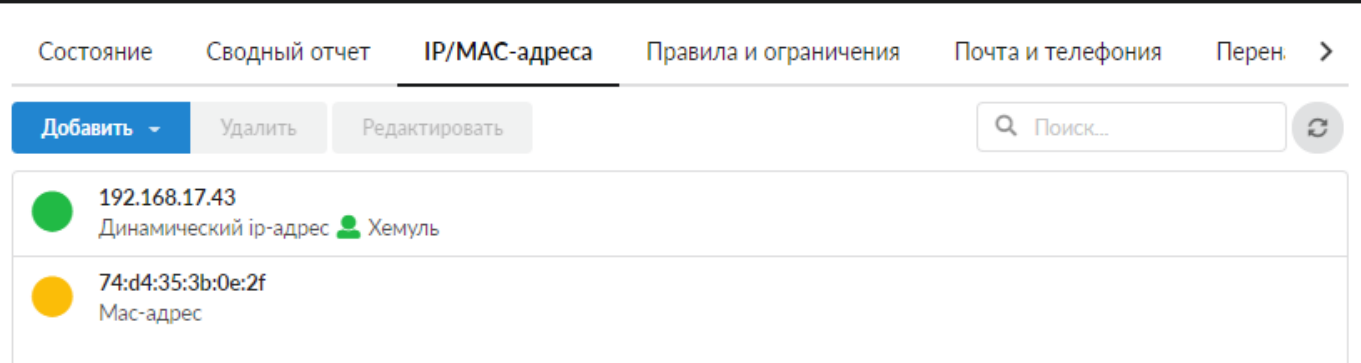 Состояние Сводный отчет IP/MAC-адреса Правила и ограничения Почта и телефония Перен
Добавить Удалить Редактировать Поиск...
192.168.17.43
Динамический ip-адрес Хемуль
74:d4:35:3b:0e:2f
Мас-адрес